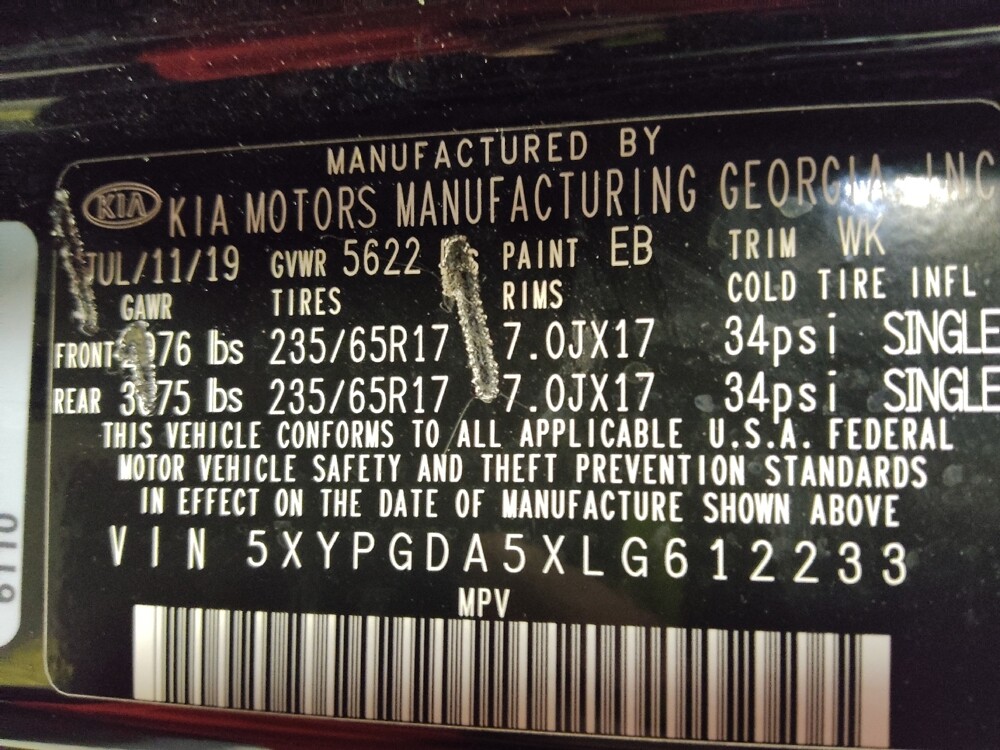 MANUFACTURED BY
KIA KIA MOTORS MANUFACTURING GEORGIA, INC
JUL/11/19 GVWR 5622 PAINT EB TRIM WK
GAWR TIRES RIMS COLD TIRE INFL
FRONT lbs 235/65R17 7.0JX17 34psi SINGLE
REAR lbs 235/65R17 7.0JX17 34psi SINGLE
THIS VEHICLE CONFORMS TO ALL APPLICABLE U.S.A. FEDERAL
MOTOR VEHICLE SAFETY AND THEFT PREVENTION STANDARDS
IN EFFECT ON THE DATE OF MANUFACTURE SHOWN ABOVE
VIN 5XYPGDA5XLG612233
MPV